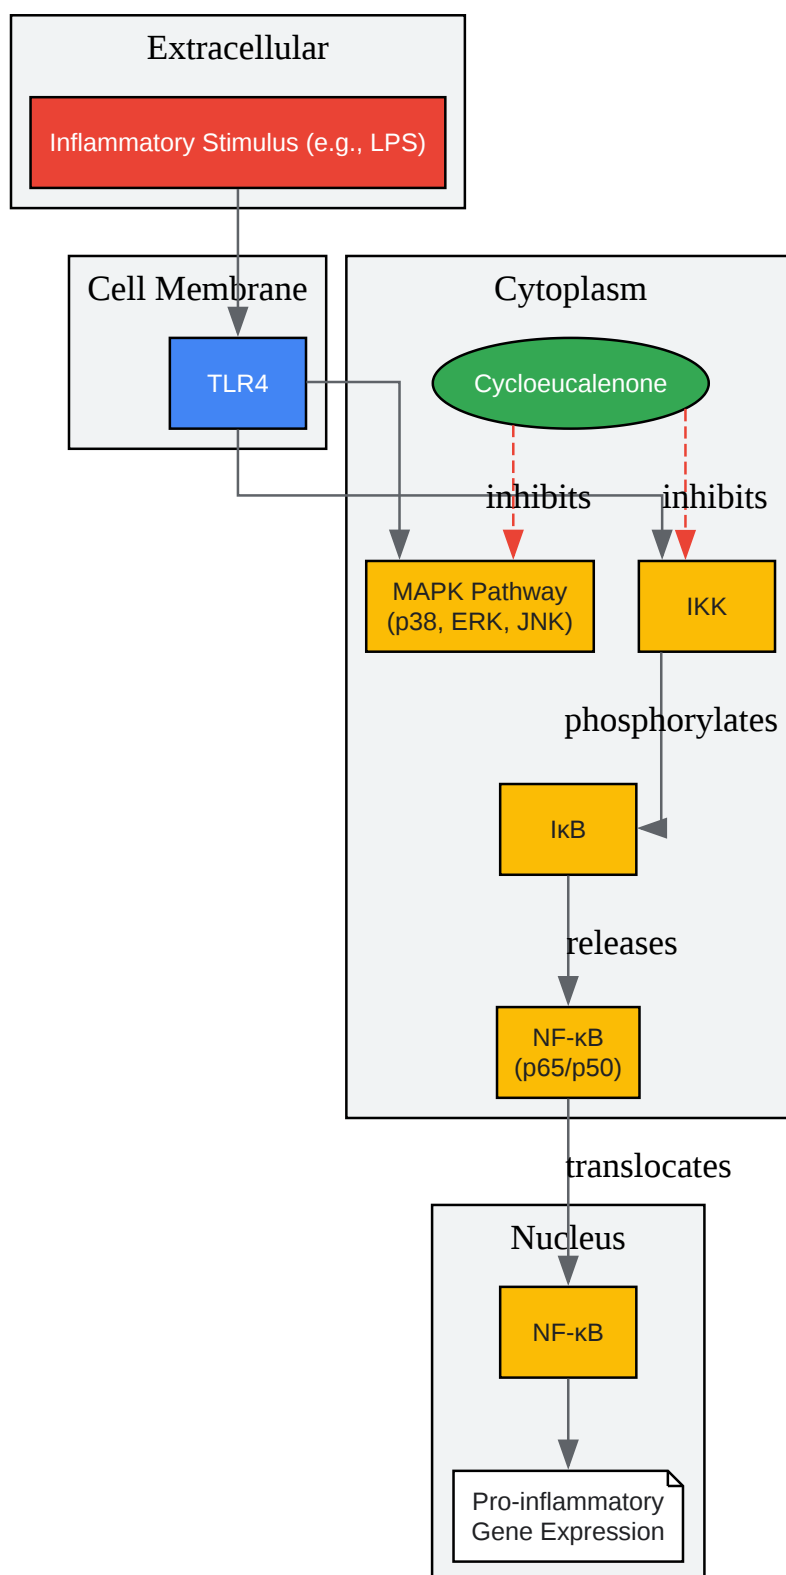 Extracellular
Inflammatory Stimulus (e.g., LPS)
Cell Membrane
Cytoplasm
TLR4
Cycloeucalenone
inhibits
inhibits
MAPK Pathway
(p38, ERK, JNK)
IKK
phosphorylates
IκB
releases
NF-κB
(p65/p50)
translocates
Nucleus
NF-κB
Pro-inflammatory
Gene Expression